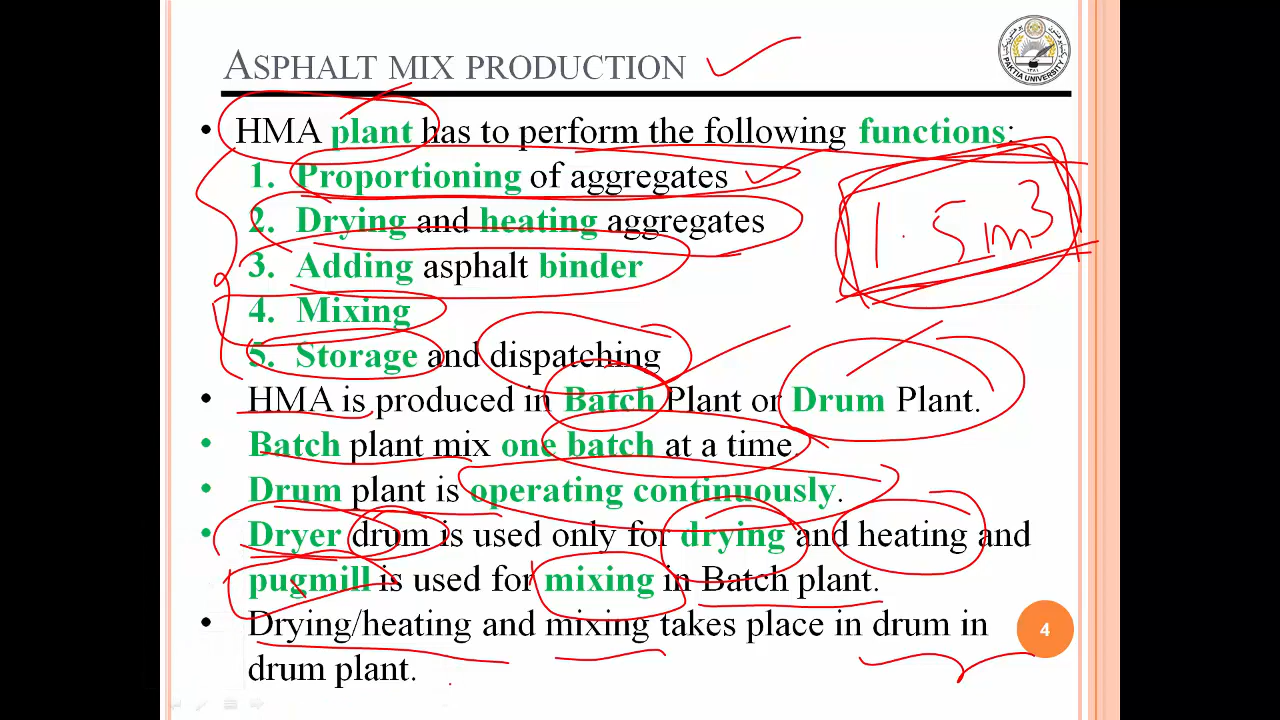 ASPHALT MIX PRODUCTION
PAKTIA UNIVERSITY
• HMA plant has to perform the following functions:
1. Proportioning of aggregates
2. Drying and heating aggregates
3. Adding asphalt binder
4. Mixing
5. Storage and dispatching
1.5m³
• HMA is produced in Batch Plant or Drum Plant.
• Batch plant mix one batch at a time.
• Drum plant is operating continuously.
• Dryer drum is used only for drying and heating and
pugmill is used for mixing in Batch plant.
• Drying/heating and mixing takes place in drum in
drum plant.
4